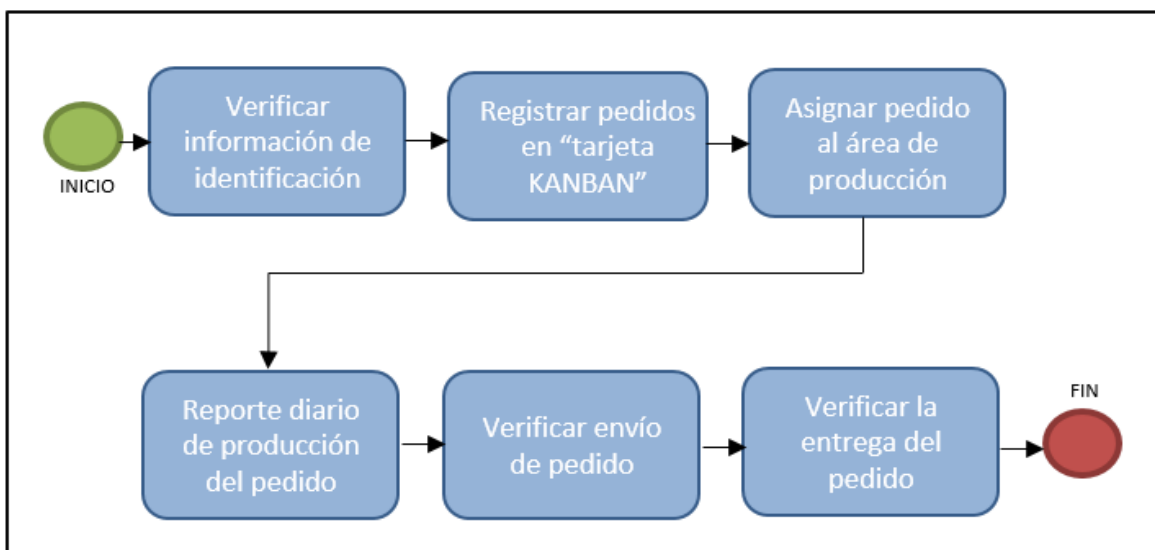 INICIO
Verificar
información de
identificación
Registrar pedidos
en “tarjeta
KANBAN”
Asignar pedido
al área de
producción
Reporte diario
de producción
del pedido
Verificar envío
de pedido
Verificar la
entrega del
pedido
FIN